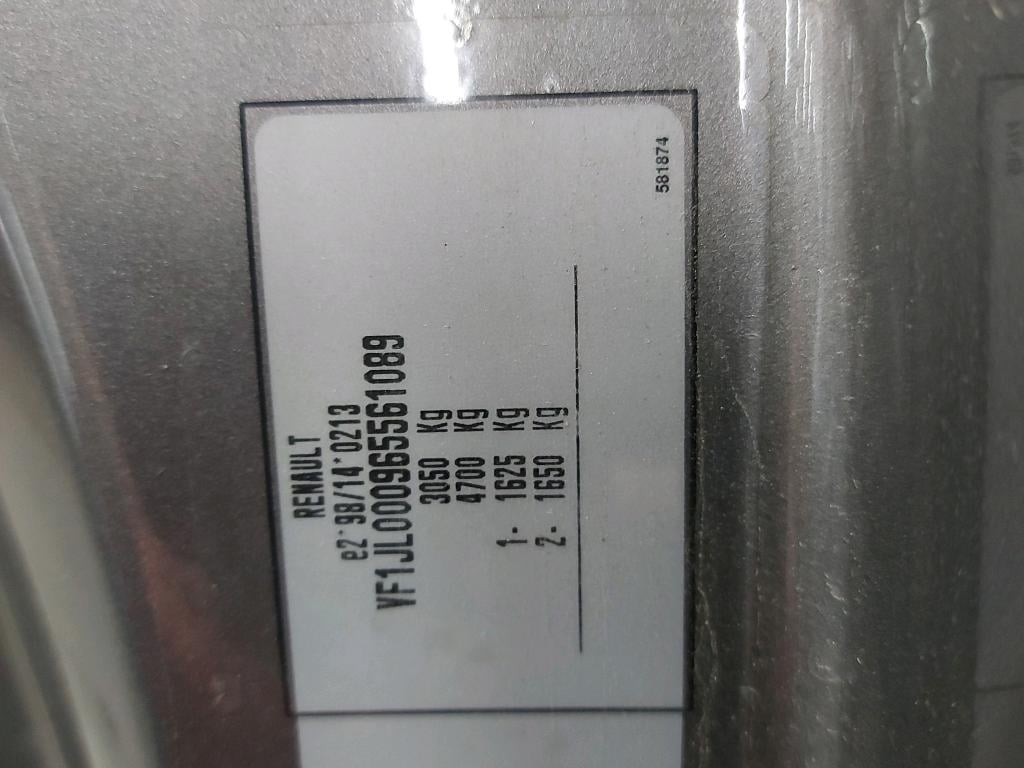 RENAULT
e2*98/14*0213
VF1JL000965561089
3050 Kg
4700 Kg
1- 1625 Kg
2- 1650 Kg
581874